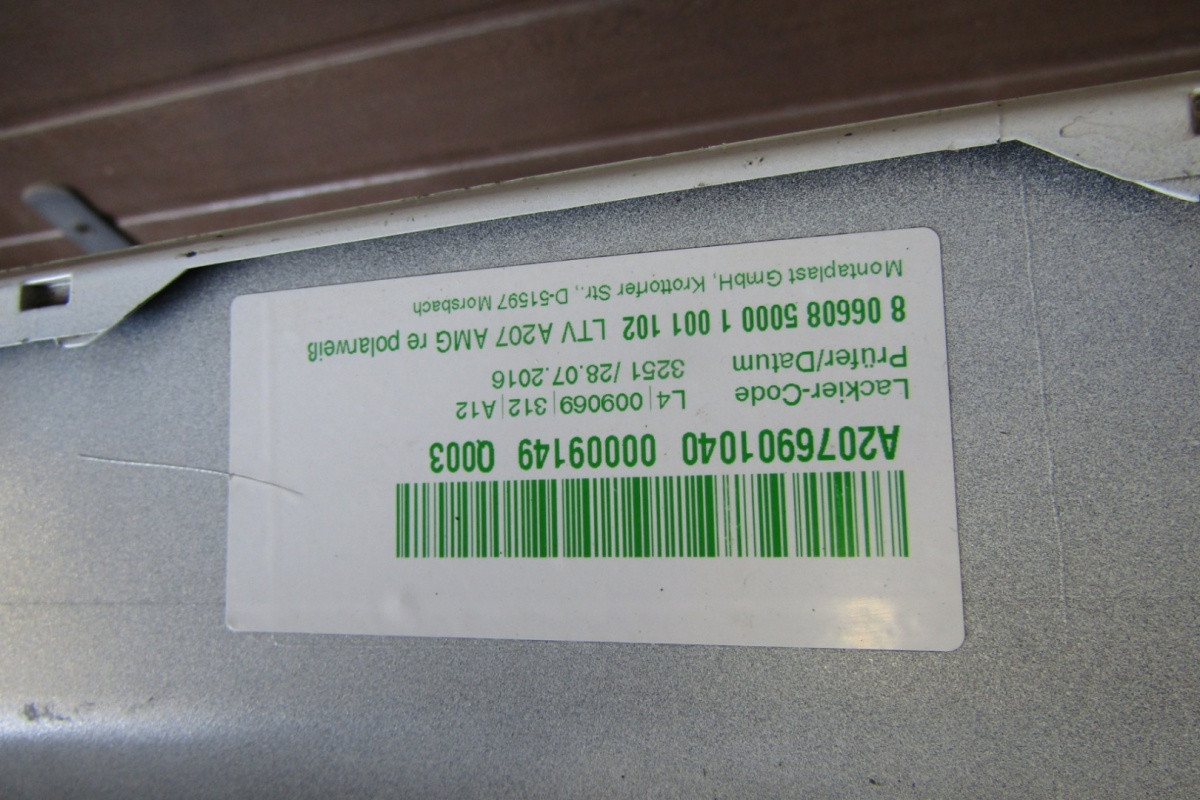 A2076901040 00009149 Q003
Lackier-Code L4|009069|312|A12
Prüfer/Datum 3251 /28.07.2016
8 06608 5000 1 001 102 LTV A207 AMG re polarweiß
Montaplast GmbH, Krottorfer Str., D-51597 Morsbach